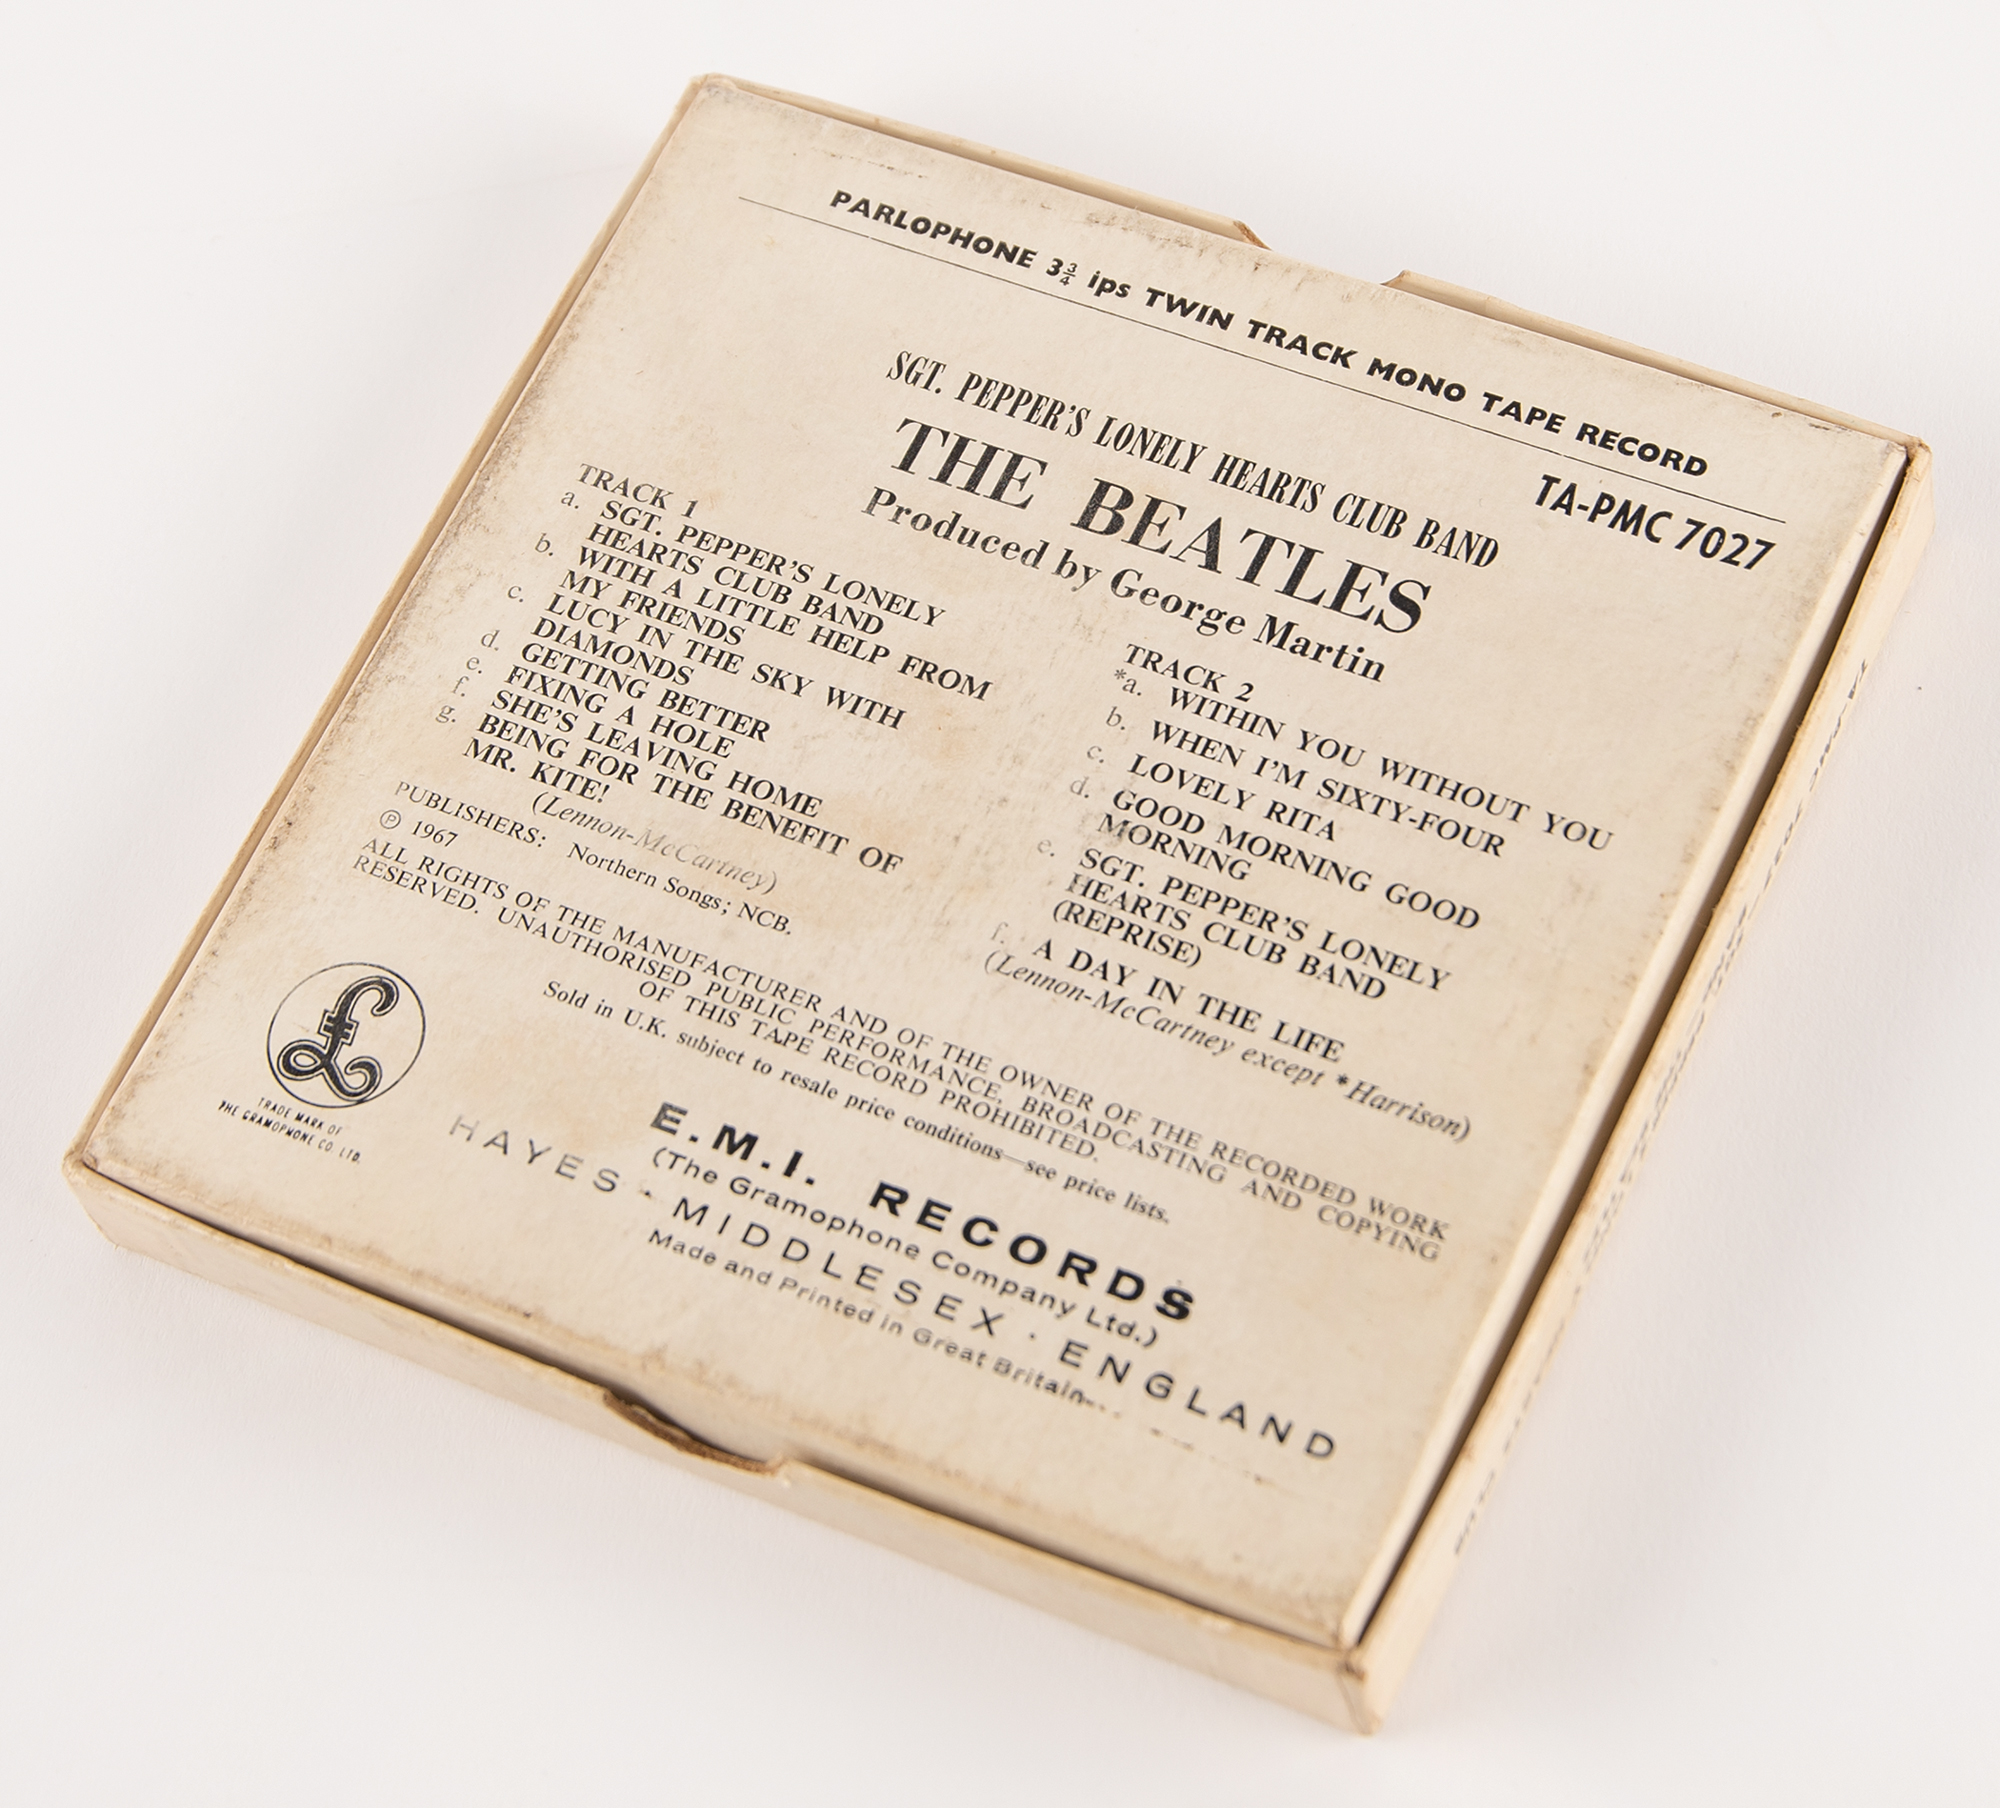 PARLOPHONE 3¾ ips TWIN TRACK MONO TAPE RECORD
TA-PMC 7027
SGT. PEPPER'S LONELY HEARTS CLUB BAND
THE BEATLES
Produced by George Martin
TRACK 1
a. SGT. PEPPER'S LONELY
HEARTS CLUB BAND
b. WITH A LITTLE HELP FROM
MY FRIENDS
c. LUCY IN THE SKY WITH
DIAMONDS
d. GETTING BETTER
e. FIXING A HOLE
f. SHE'S LEAVING HOME
g. BEING FOR THE BENEFIT OF
MR. KITE!
(Lennon-McCartney)
TRACK 2
*a. WITHIN YOU WITHOUT YOU
b. WHEN I'M SIXTY-FOUR
c. LOVELY RITA
d. GOOD MORNING GOOD
MORNING
e. SGT. PEPPER'S LONELY
HEARTS CLUB BAND
(REPRISE)
f. A DAY IN THE LIFE
(Lennon-McCartney except *Harrison)
PUBLISHERS: Northern Songs; NCB.
℗ 1967
ALL RIGHTS OF THE MANUFACTURER AND OF THE OWNER OF THE RECORDED WORK
RESERVED. UNAUTHORISED PUBLIC PERFORMANCE, BROADCASTING AND COPYING
OF THIS TAPE RECORD PROHIBITED.
Sold in U.K. subject to resale price conditions—see price lists.
£
TRADE MARK OF
THE GRAMOPHONE CO. LTD.
E.M.I. RECORDS
(The Gramophone Company Ltd.)
HAYES · MIDDLESEX · ENGLAND
Made and Printed in Great Britain